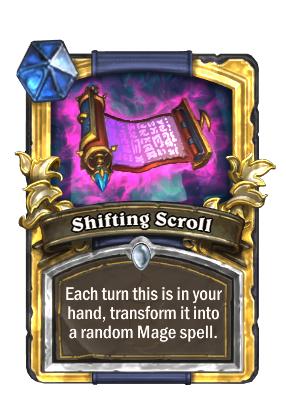 Shifting Scroll
Each turn this is in your
hand, transform it into
a random Mage spell.